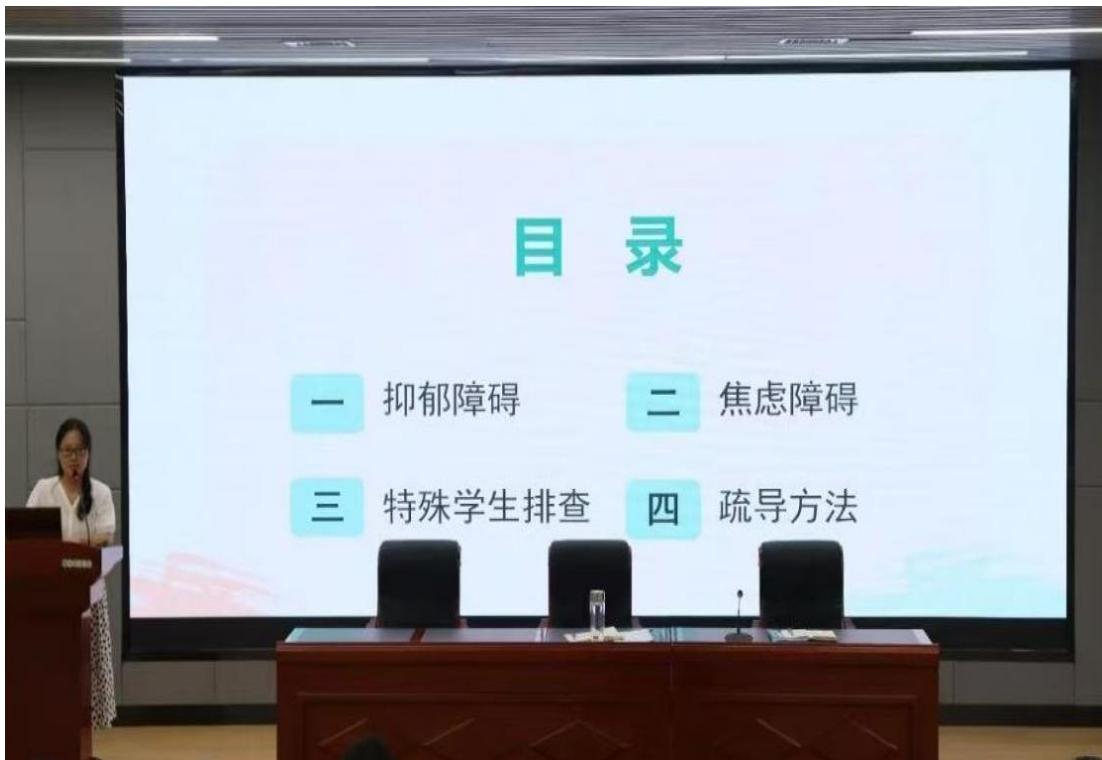 目 录
一 抑郁障碍
二 焦虑障碍
三 特殊学生排查
四 疏导方法